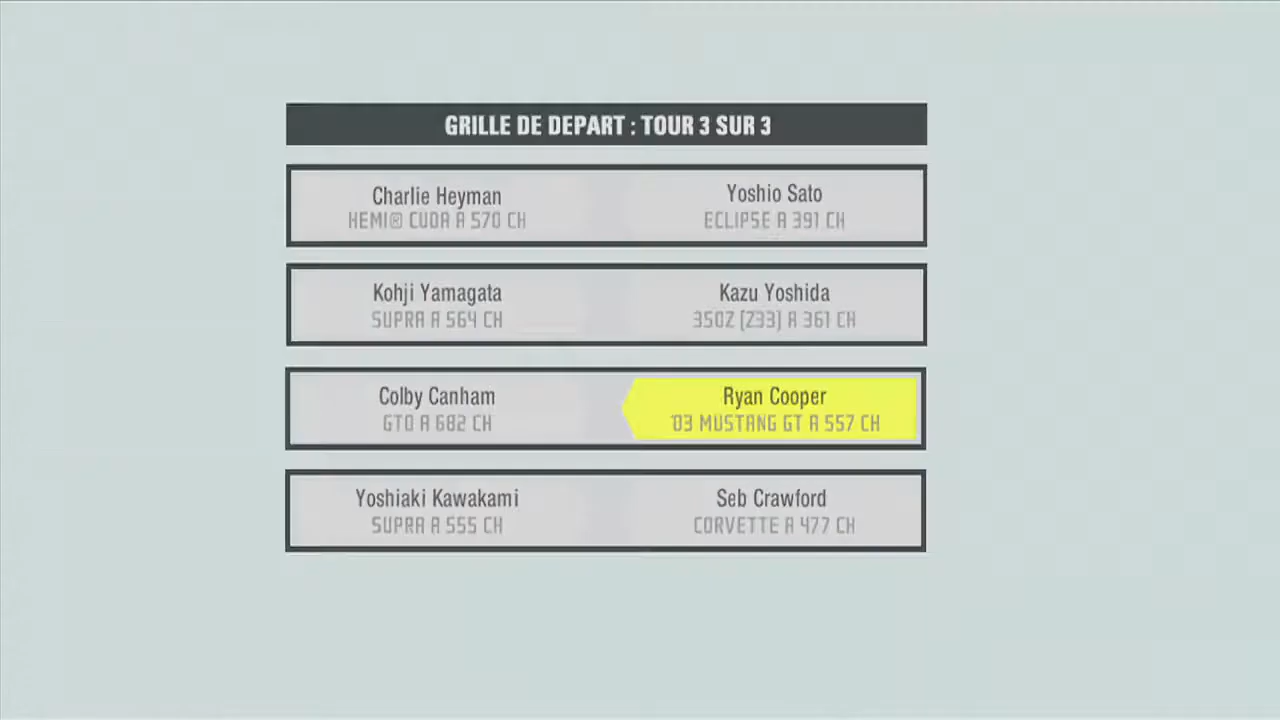 GRILLE DE DEPART : TOUR 3 SUR 3
Charlie Heyman
HEMI® CUDA A 570 CH
Yoshio Sato
ECLIPSE A 391 CH
Kohji Yamagata
SUPRA A 564 CH
Kazu Yoshida
350Z (Z33) A 361 CH
Colby Canham
GTO A 682 CH
Ryan Cooper
'03 MUSTANG GT A 557 CH
Yoshiaki Kawakami
SUPRA A 555 CH
Seb Crawford
CORVETTE A 477 CH